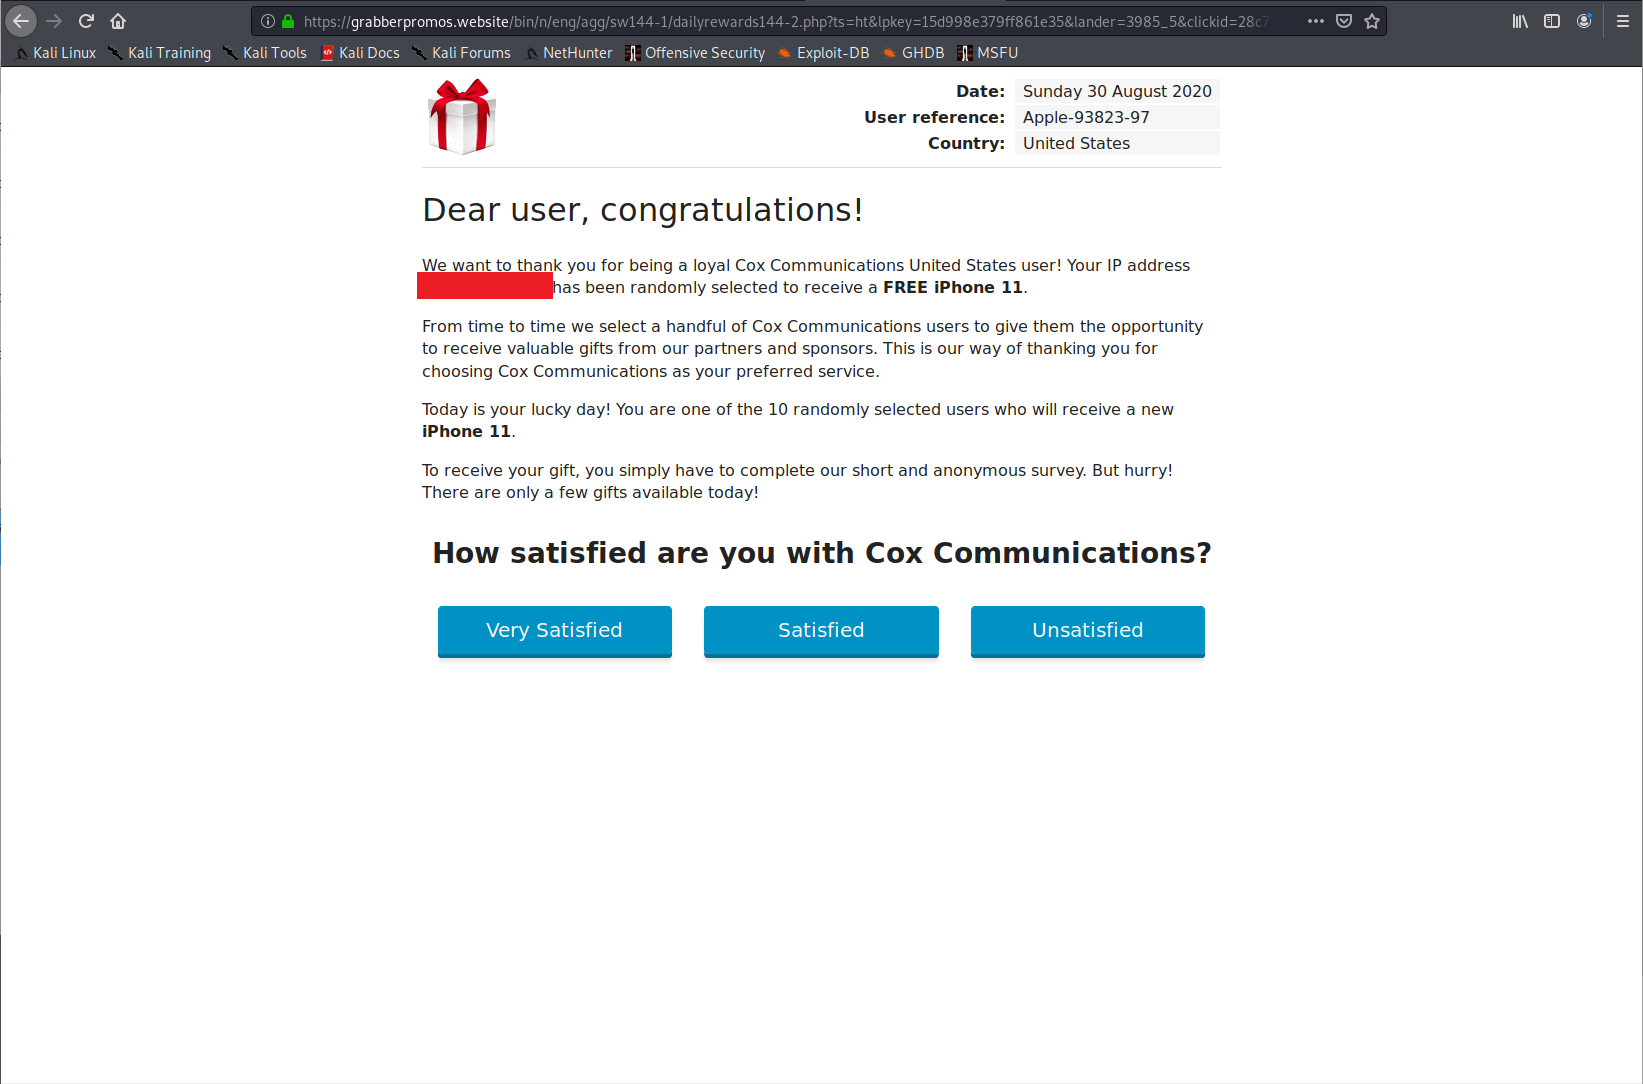 https://grabberpromos.website/bin/n/eng/agg/sw144-1/dailyrewards144-2.php?ts=ht&lpkey=15d998e379ff861e35&lander=3985_5&clickid=28c7
Kali Linux Kali Training Kali Tools Kali Docs Kali Forums NetHunter Offensive Security Exploit-DB GHDB MSFU
Date: Sunday 30 August 2020
User reference: Apple-93823-97
Country: United States
Dear user, congratulations!
We want to thank you for being a loyal Cox Communications United States user! Your IP address
has been randomly selected to receive a FREE iPhone 11.
From time to time we select a handful of Cox Communications users to give them the opportunity
to receive valuable gifts from our partners and sponsors. This is our way of thanking you for
choosing Cox Communications as your preferred service.
Today is your lucky day! You are one of the 10 randomly selected users who will receive a new
iPhone 11.
To receive your gift, you simply have to complete our short and anonymous survey. But hurry!
There are only a few gifts available today!
How satisfied are you with Cox Communications?
Very Satisfied Satisfied Unsatisfied